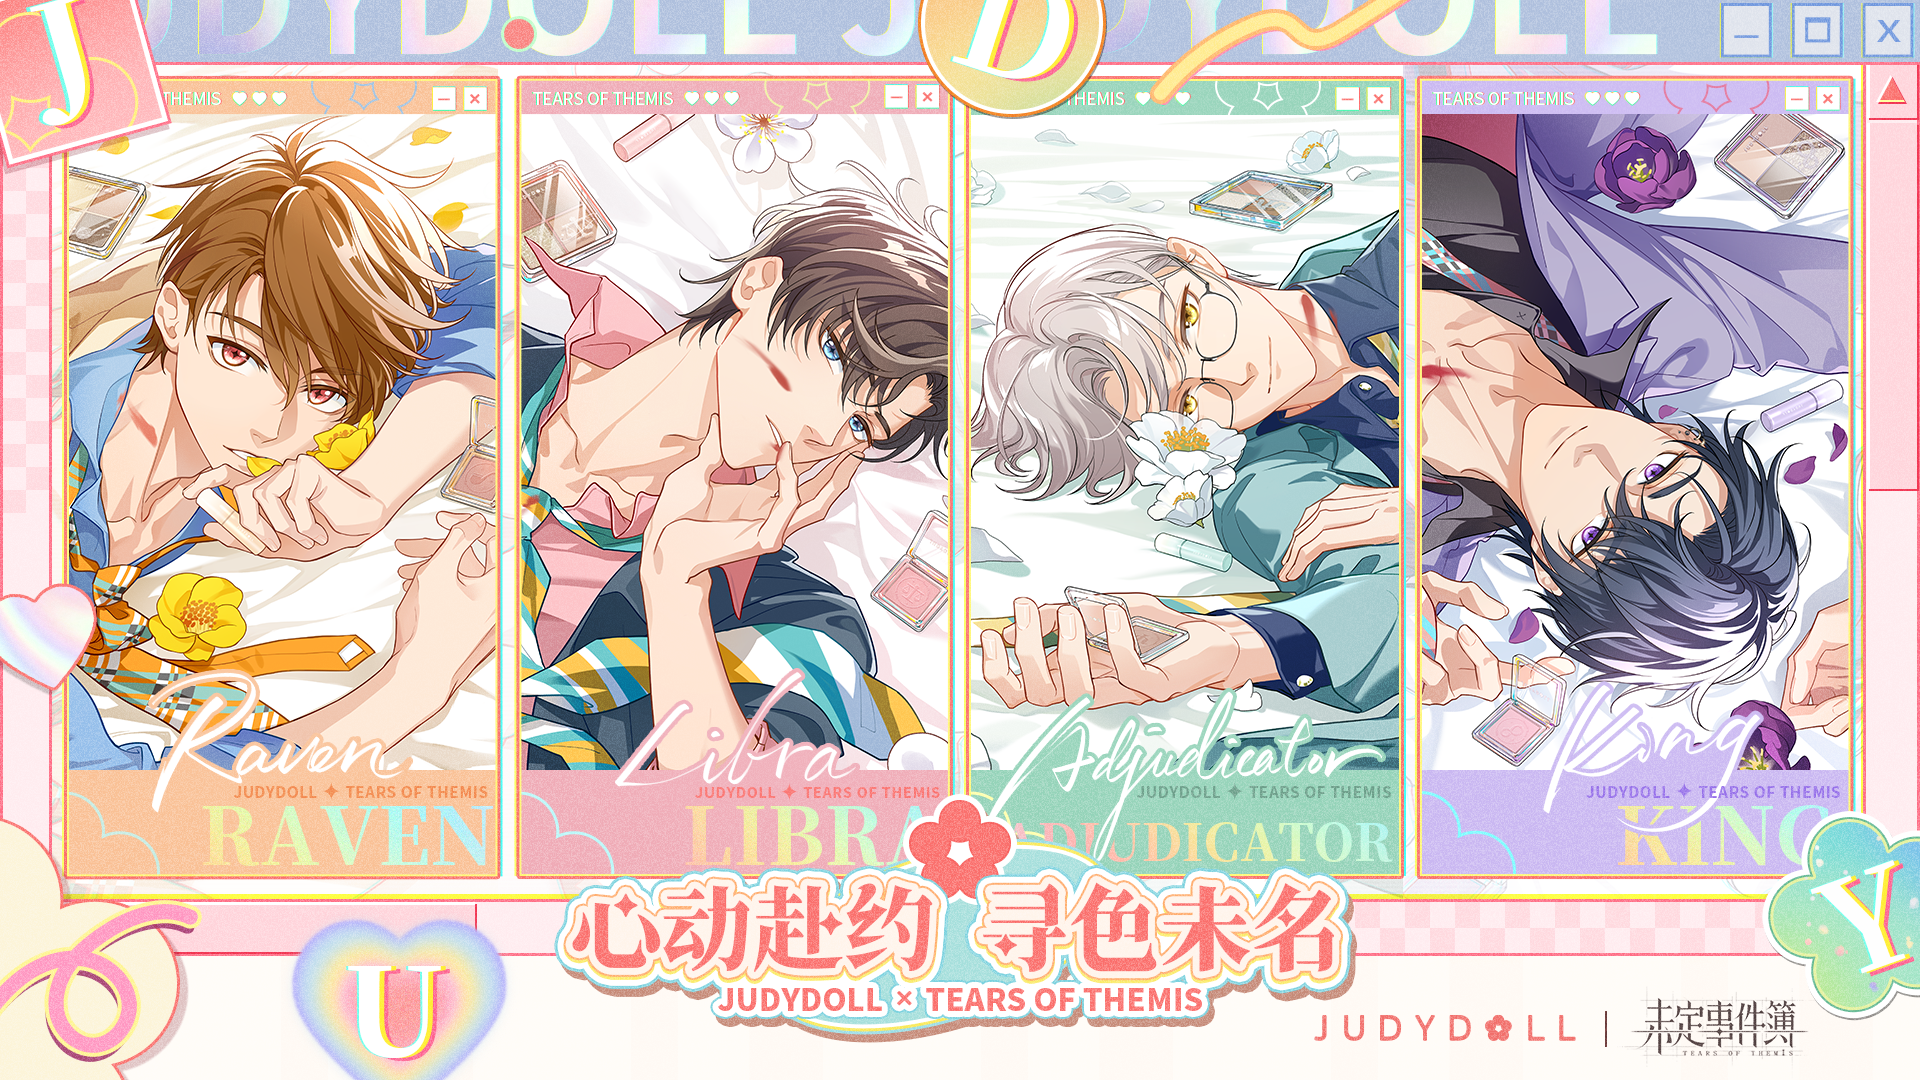 JUDYDOLL JUDYDOLL
J
D
THEMIS
TEARS OF THEMIS
THEMIS
TEARS OF THEMIS
Raven
JUDYDOLL ✦ TEARS OF THEMIS
RAVEN
Libra
JUDYDOLL ✦ TEARS OF THEMIS
LIBRA
Adjudicator
JUDYDOLL ✦ TEARS OF THEMIS
ADJUDICATOR
King
JUDYDOLL ✦ TEARS OF THEMIS
KING
U
Y
心动赴约 寻色未名
JUDYDOLL × TEARS OF THEMIS
JUDYDOLL | 未定事件簿
TEARS OF THEMIS